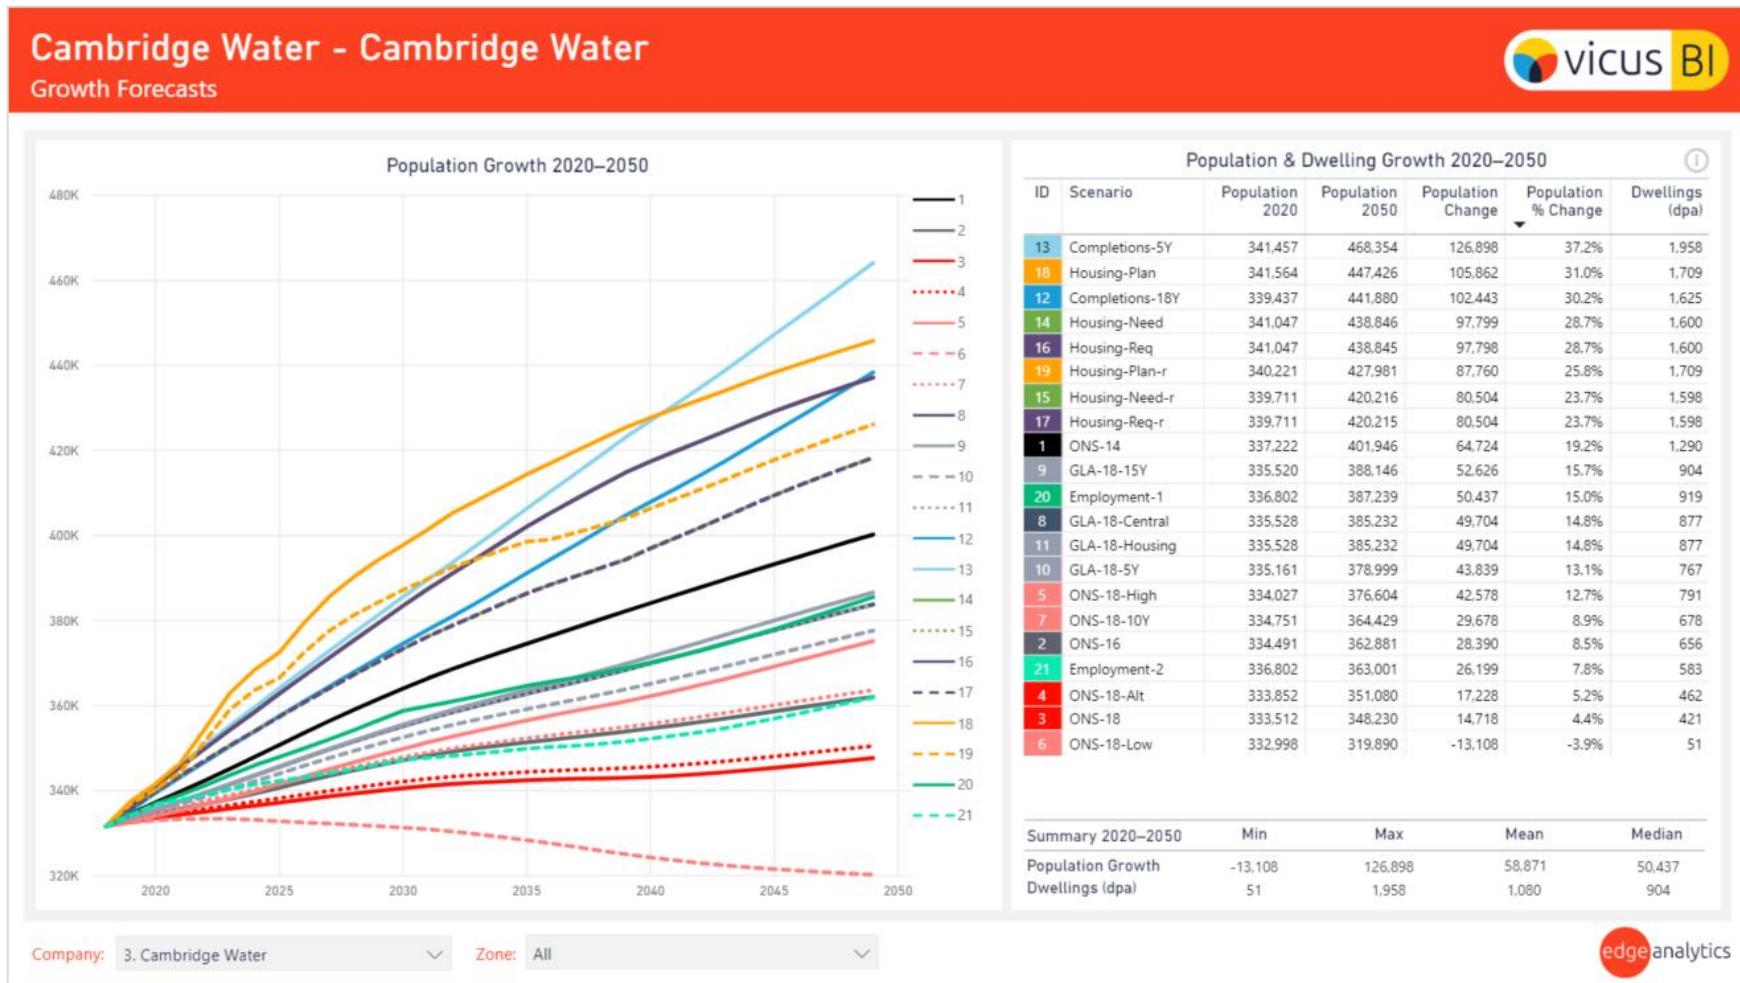 Cambridge Water - Cambridge Water
Growth Forecasts
vicus BI
Population Growth 2020–2050
480K
460K
440K
420K
400K
380K
360K
340K
320K
2020 2025 2030 2035 2040 2045 2050
1
2
3
4
5
6
7
8
9
10
11
12
13
14
15
16
17
18
19
20
21
Population & Dwelling Growth 2020–2050
ID Scenario Population 2020 Population 2050 Population Change Population % Change Dwellings (dpa)
13 Completions-5Y 341,457 468,354 126,898 37.2% 1,958
18 Housing-Plan 341,564 447,426 105,862 31.0% 1,709
12 Completions-18Y 339,437 441,880 102,443 30.2% 1,625
14 Housing-Need 341,047 438,846 97,799 28.7% 1,600
16 Housing-Req 341,047 438,845 97,798 28.7% 1,600
19 Housing-Plan-r 340,221 427,981 87,760 25.8% 1,709
15 Housing-Need-r 339,711 420,216 80,504 23.7% 1,598
17 Housing-Req-r 339,711 420,215 80,504 23.7% 1,598
1 ONS-14 337,222 401,946 64,724 19.2% 1,290
9 GLA-18-15Y 335,520 388,146 52,626 15.7% 904
20 Employment-1 336,802 387,239 50,437 15.0% 919
8 GLA-18-Central 335,528 385,232 49,704 14.8% 877
11 GLA-18-Housing 335,528 385,232 49,704 14.8% 877
10 GLA-18-5Y 335,161 378,999 43,839 13.1% 767
5 ONS-18-High 334,027 376,604 42,578 12.7% 791
7 ONS-18-10Y 334,751 364,429 29,678 8.9% 678
2 ONS-16 334,491 362,881 28,390 8.5% 656
21 Employment-2 336,802 363,001 26,199 7.8% 583
4 ONS-18-Alt 333,852 351,080 17,228 5.2% 462
3 ONS-18 333,512 348,230 14,718 4.4% 421
6 ONS-18-Low 332,998 319,890 -13,108 -3.9% 51
Summary 2020–2050 Min Max Mean Median
Population Growth -13,108 126,898 58,871 50,437
Dwellings (dpa) 51 1,958 1,080 904
Company: 3. Cambridge Water Zone: All
edge analytics